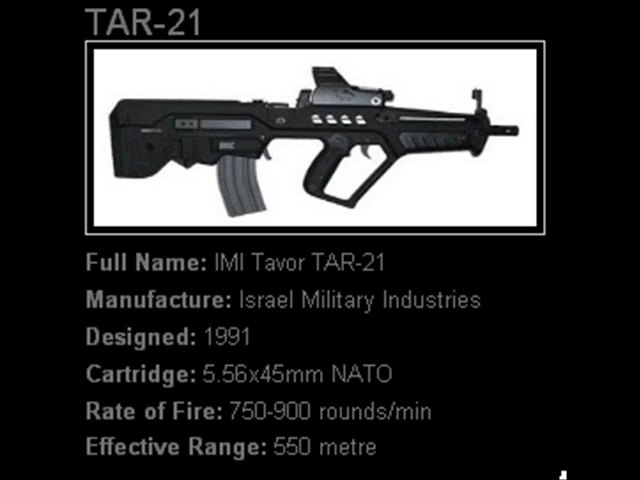 TAR-21
Full Name: IMI Tavor TAR-21
Manufacture: Israel Military Industries
Designed: 1991
Cartridge: 5.56x45mm NATO
Rate of Fire: 750-900 rounds/min
Effective Range: 550 metre